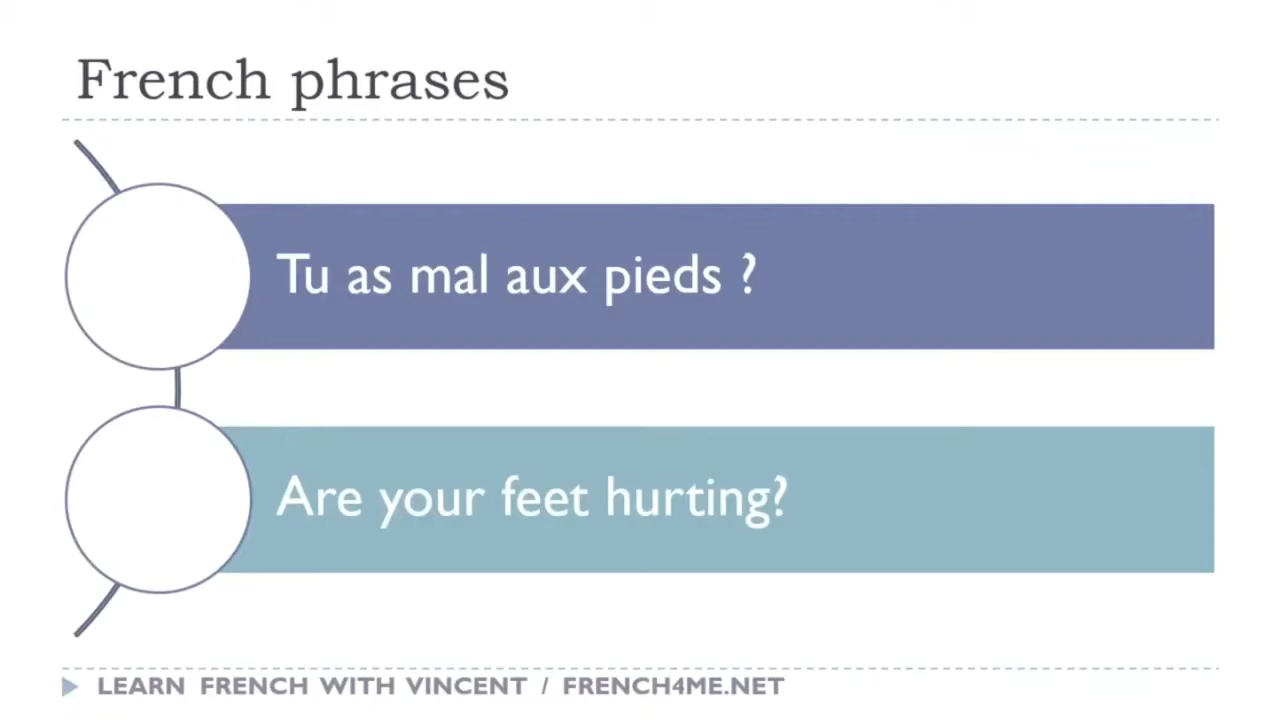 French phrases
Tu as mal aux pieds ?
Are your feet hurting?
LEARN FRENCH WITH VINCENT / FRENCH4ME.NET